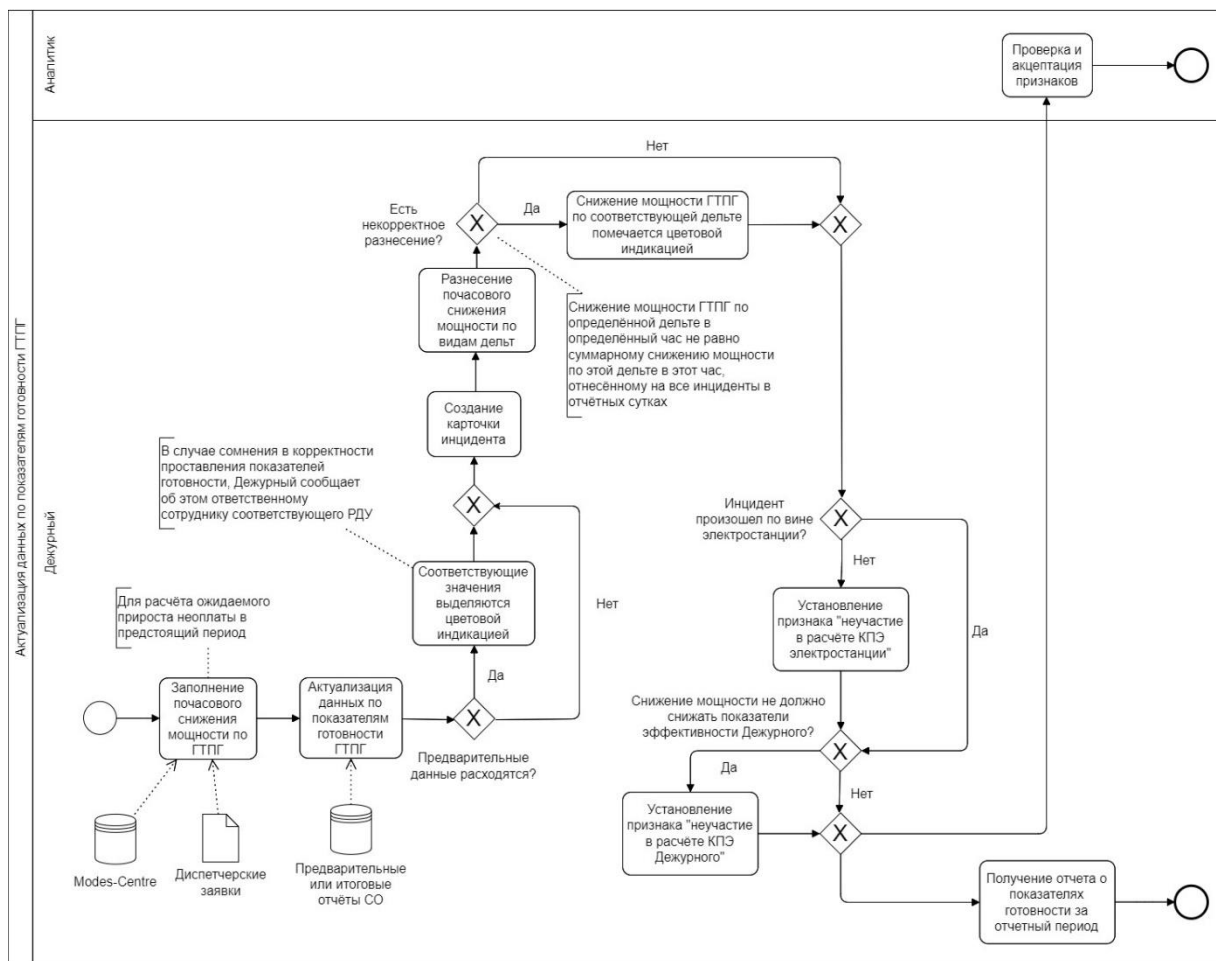 Актуализация данных по показателям готовности ГТПГ
Аналитик
Проверка и
акцептация
признаков
Дежурный
Нет
Есть
некорректное
разнесение?
Да
Снижение мощности ГТПГ
по соответствующей дельте
помечается цветовой
индикацией
Разнесение
почасового
снижения
мощности по
видам дельт
Снижение мощности ГТПГ по
определённой дельте в
определённый час не равно
суммарному снижению мощности
по этой дельте в этот час,
отнесённому на все инциденты в
отчётных сутках
Создание
карточки
инцидента
В случае сомнения в корректности
проставления показателей
готовности, Дежурный сообщает
об этом ответственному
сотруднику соответствующего РДУ
Соответствующие
значения
выделяются
цветовой
индикацией
Нет
Для расчёта ожидаемого
прироста неоплаты в
предстоящий период
Заполнение
почасового
снижения
мощности по
ГТПГ
Актуализация
данных по
показателям
готовности
ГТПГ
Да
Предварительные
данные расходятся?
Modes-Centre
Диспетчерские
заявки
Предварительные
или итоговые
отчёты СО
Инцидент
произошел по вине
электростанции?
Нет
Да
Установление
признака "неучастие
в расчёте КПЭ
электростанции"
Снижение мощности не должно
снижать показатели
эффективности Дежурного?
Да
Нет
Установление
признака "неучастие
в расчёте КПЭ
Дежурного"
Получение отчета о
показателях
готовности за
отчетный период
X
X
X
X
X
X
X